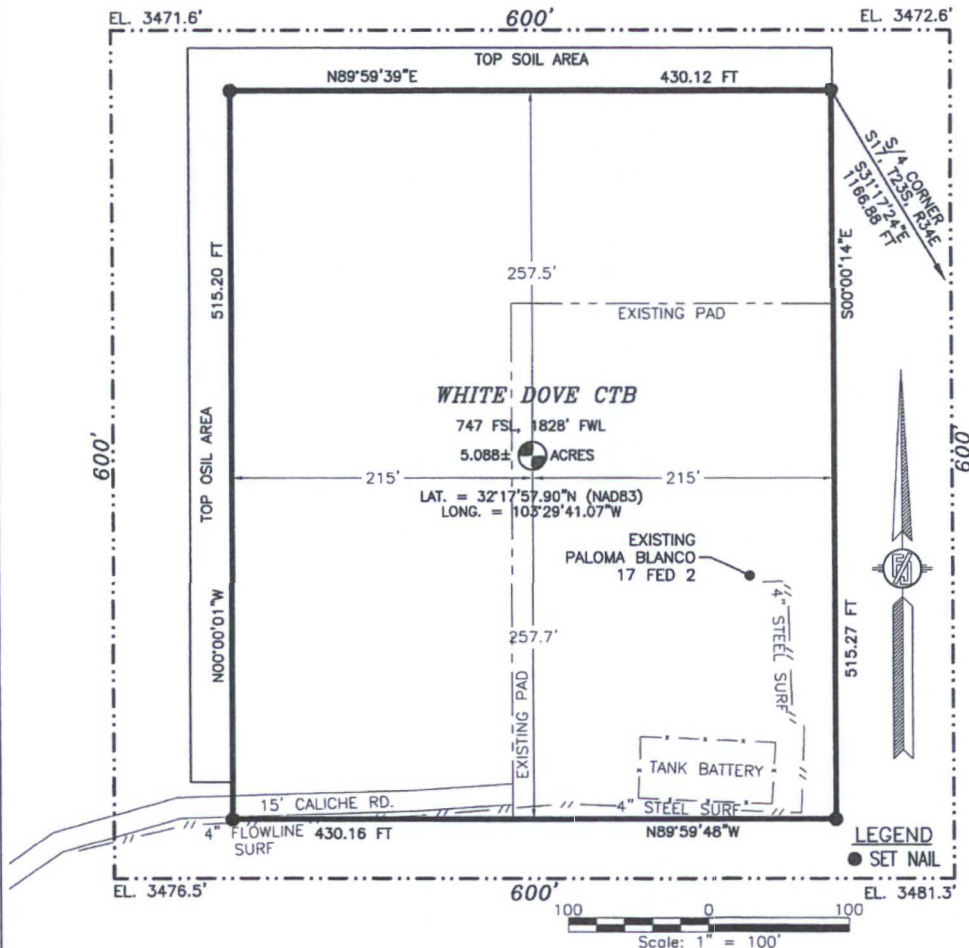 EL. 3471.6'
600'
EL. 3472.6'
TOP SOIL AREA
N89°59'39"E
430.12 FT
S/4 CORNER
S17, T23S, R34E
S31°17'24"E
1166.88 FT
515.20 FT
S00°00'14"E
257.5'
EXISTING PAD
WHITE DOVE CTB
747 FSL, 1828' FWL
5.088± ACRES
600'
TOP OSIL AREA
600'
215'
215'
LAT. = 32°17'57.90"N (NAD83)
LONG. = 103°29'41.07"W
EXISTING
PALOMA BLANCO
17 FED 2
4" STEEL SURF
257.7'
N00°00'01"W
515.27 FT
EXISTING PAD
TANK BATTERY
15' CALICHE RD.
4" STEEL SURF
4" FLOWLINE
SURF
430.16 FT
N89°59'48"W
LEGEND
SET NAIL
EL. 3476.5'
600'
EL. 3481.3'
100 0 100
Scale: 1" = 100'